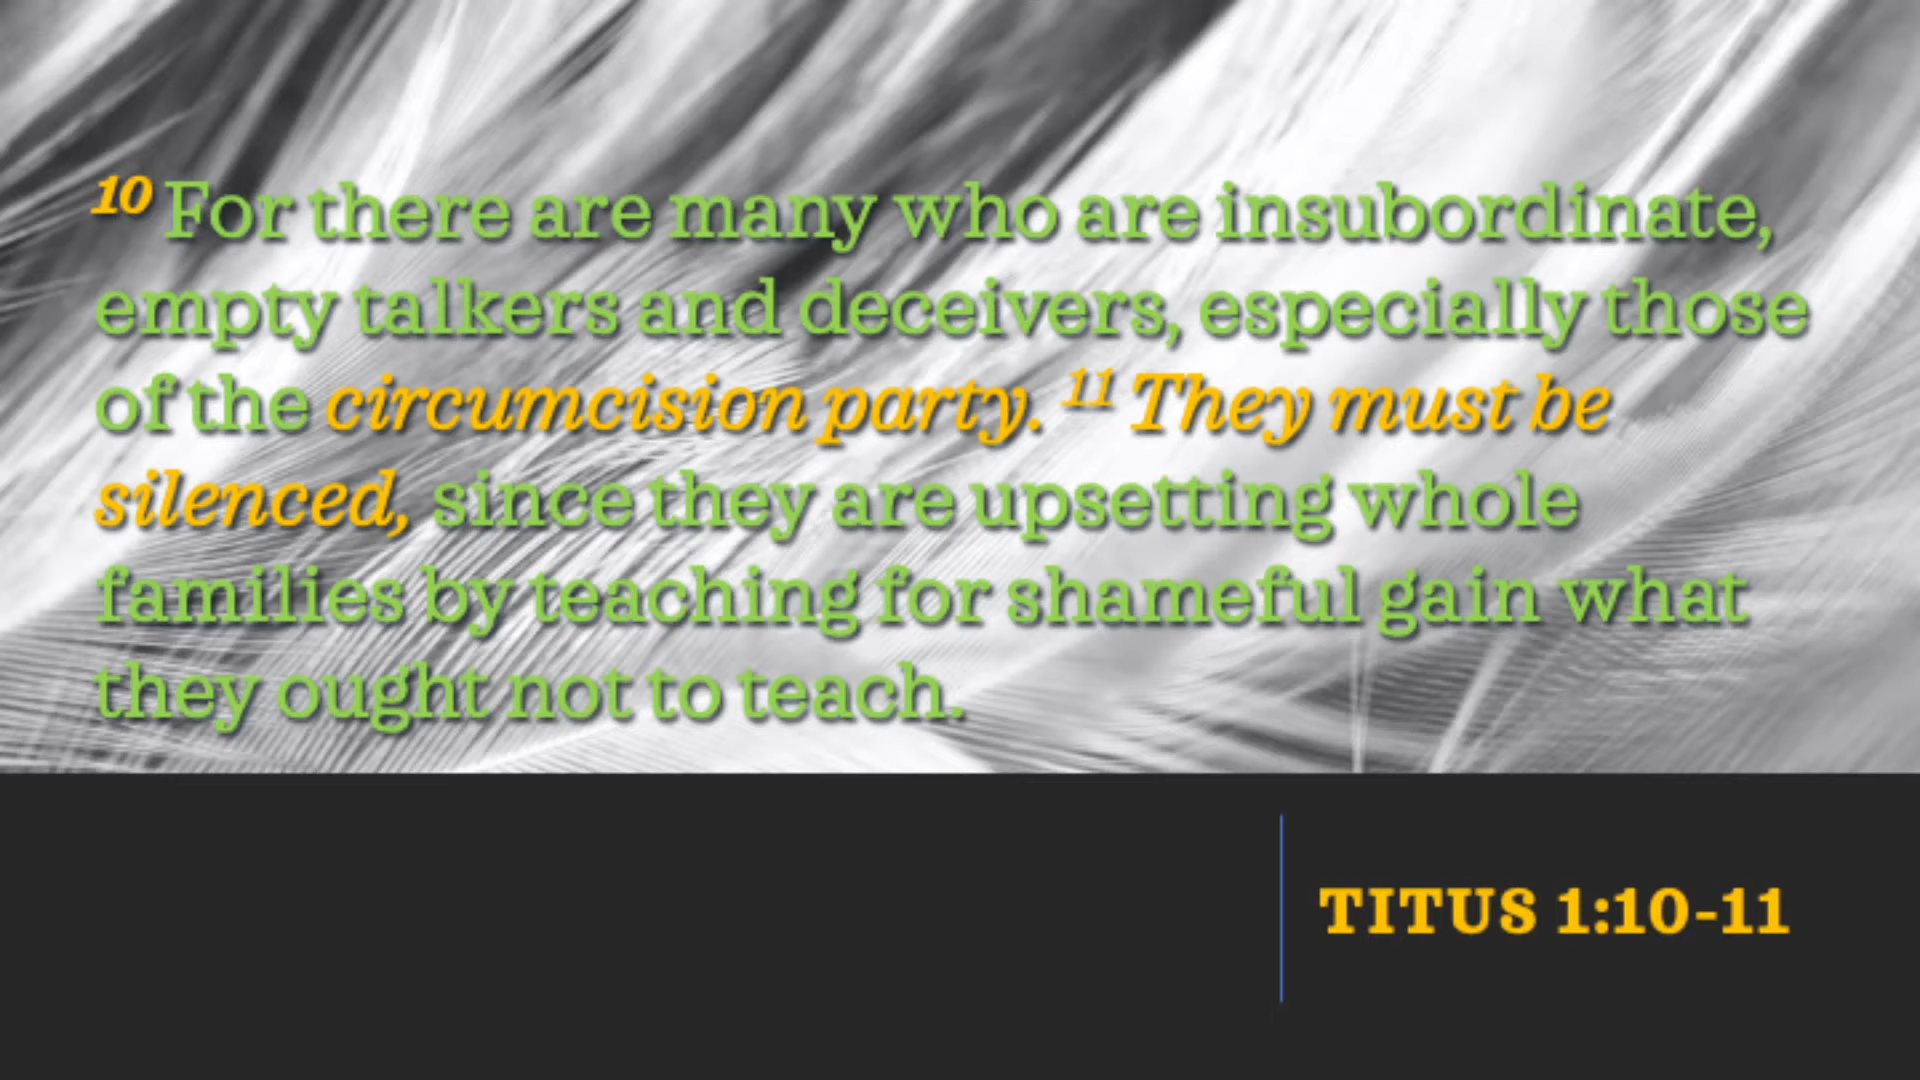 10 For there are many who are insubordinate,
empty talkers and deceivers, especially those
of the circumcision party. 11 They must be
silenced, since they are upsetting whole
families by teaching for shameful gain what
they ought not to teach.
TITUS 1:10-11